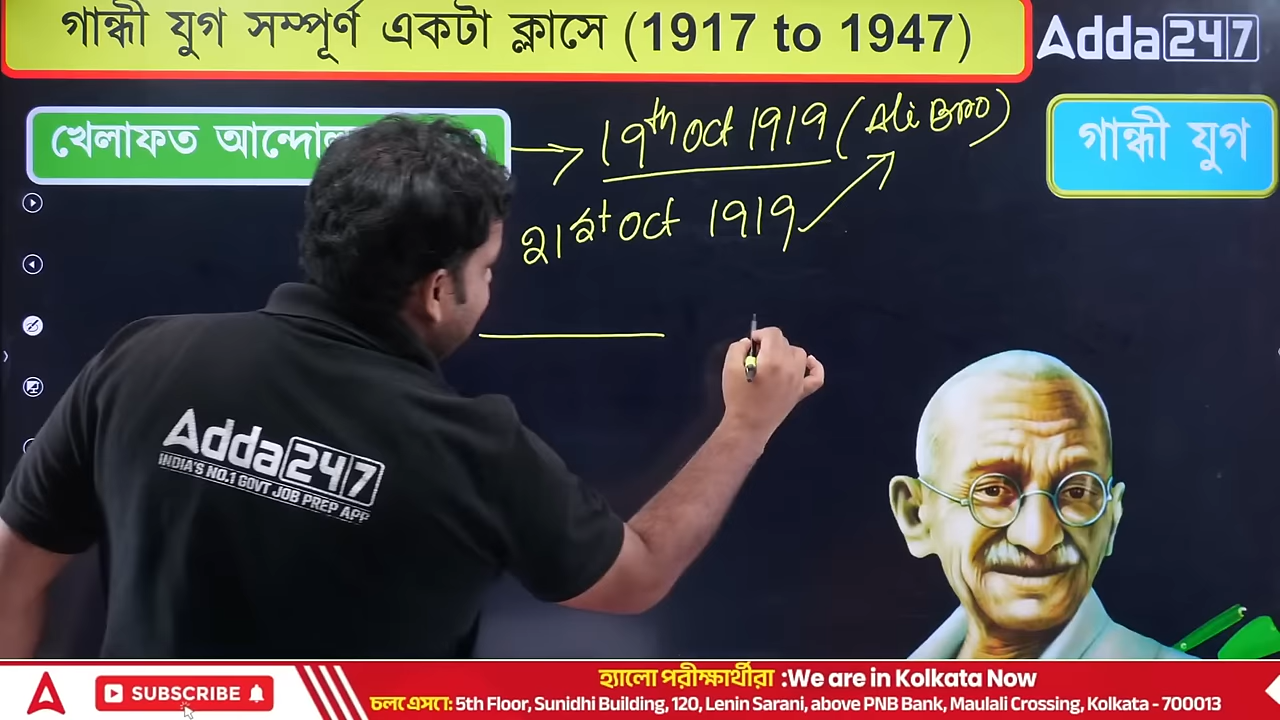 গান্ধী যুগ সম্পূর্ণ একটা ক্লাসে (1917 to 1947)
Adda247
খেলাফত
19th Oct 1919 (Ali Bro)
গান্ধী যুগ
21st Oct 1919
Adda247
INDIA'S NO.1 GOVT JOB PREP APP
SUBSCRIBE
হ্যালো পরীক্ষার্থীরা :We are in Kolkata Now
চলে এসো: 5th Floor, Sunidhi Building, 120, Lenin Sarani, above PNB Bank, Maulali Crossing, Kolkata - 700013